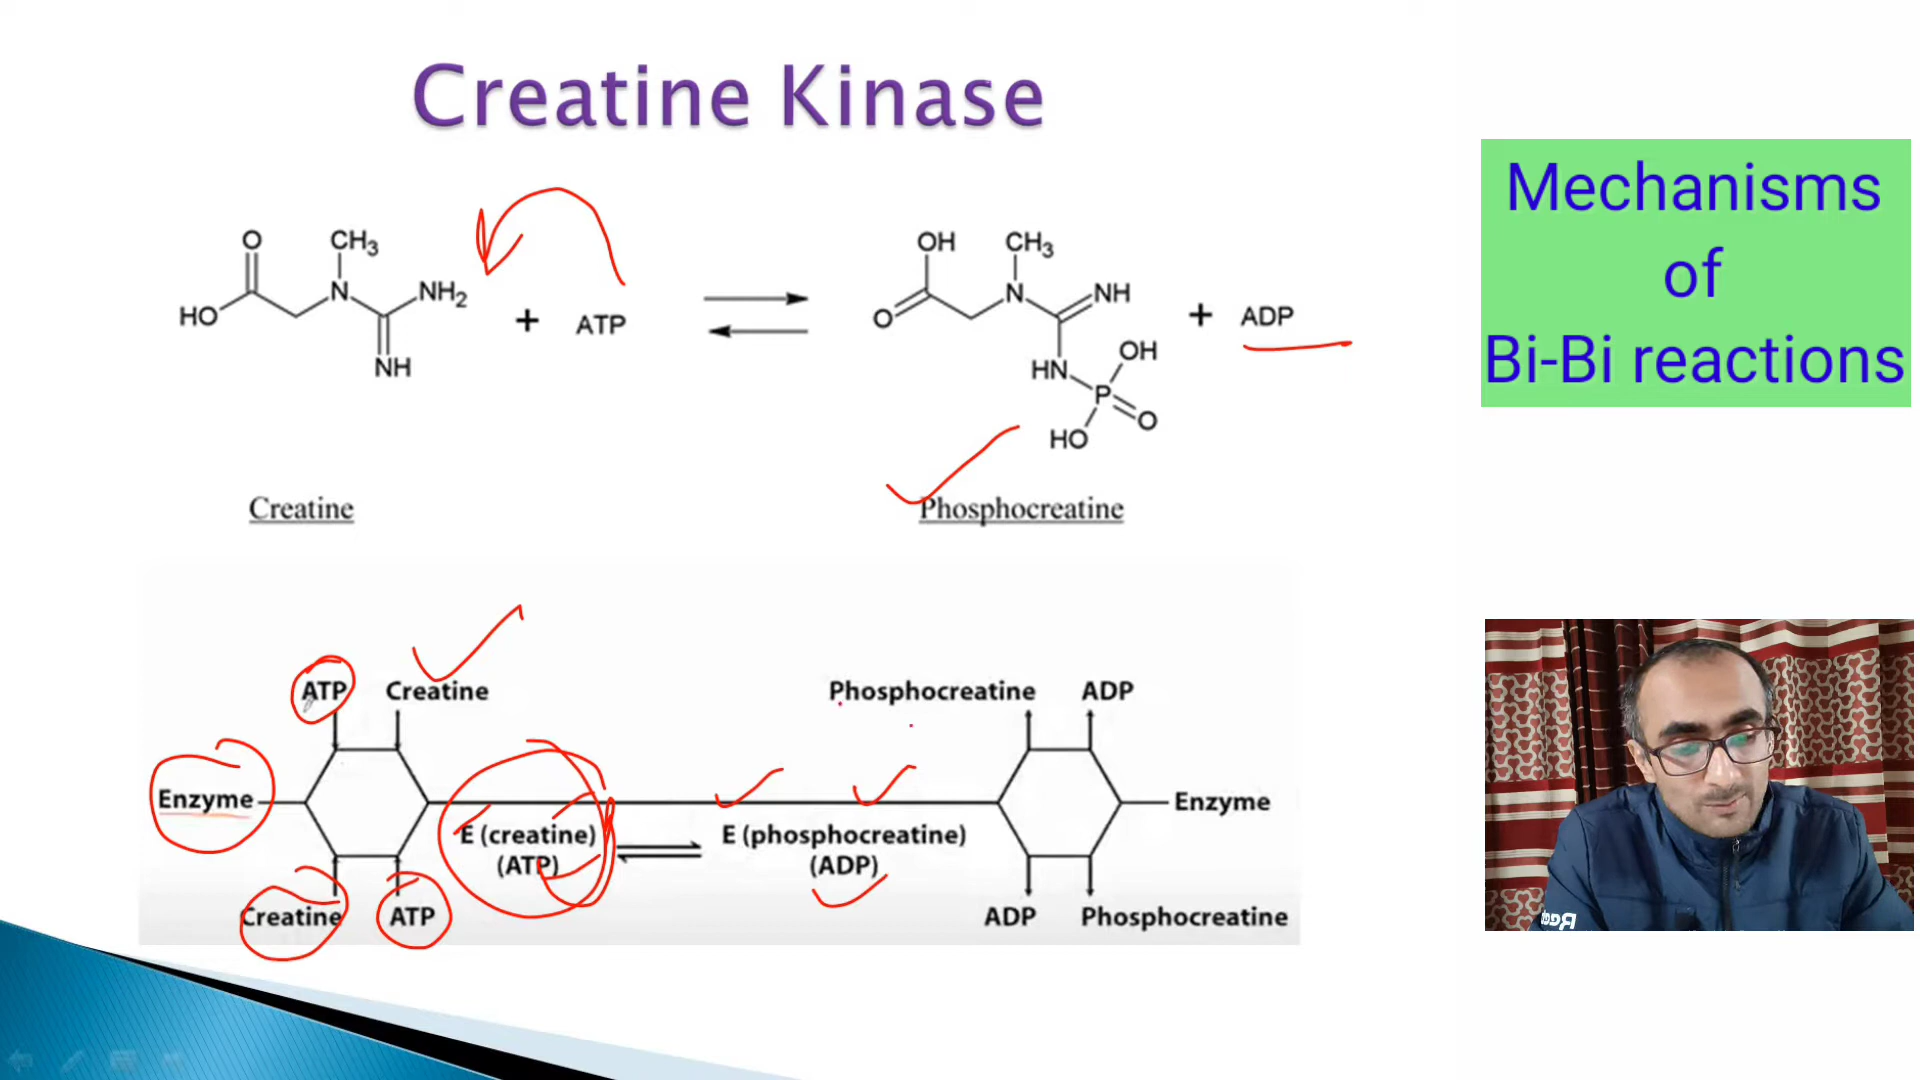 Creatine Kinase
Mechanisms
of
Bi-Bi reactions
O
CH3
HO
N
NH2
NH
+
ATP
OH
CH3
O
N
NH
HN
P
OH
O
HO
+
ADP
Creatine
Phosphocreatine
ATP
Creatine
Phosphocreatine
ADP
Enzyme
E (creatine)
(ATP)
E (phosphocreatine)
(ADP)
Enzyme
Creatine
ATP
ADP
Phosphocreatine